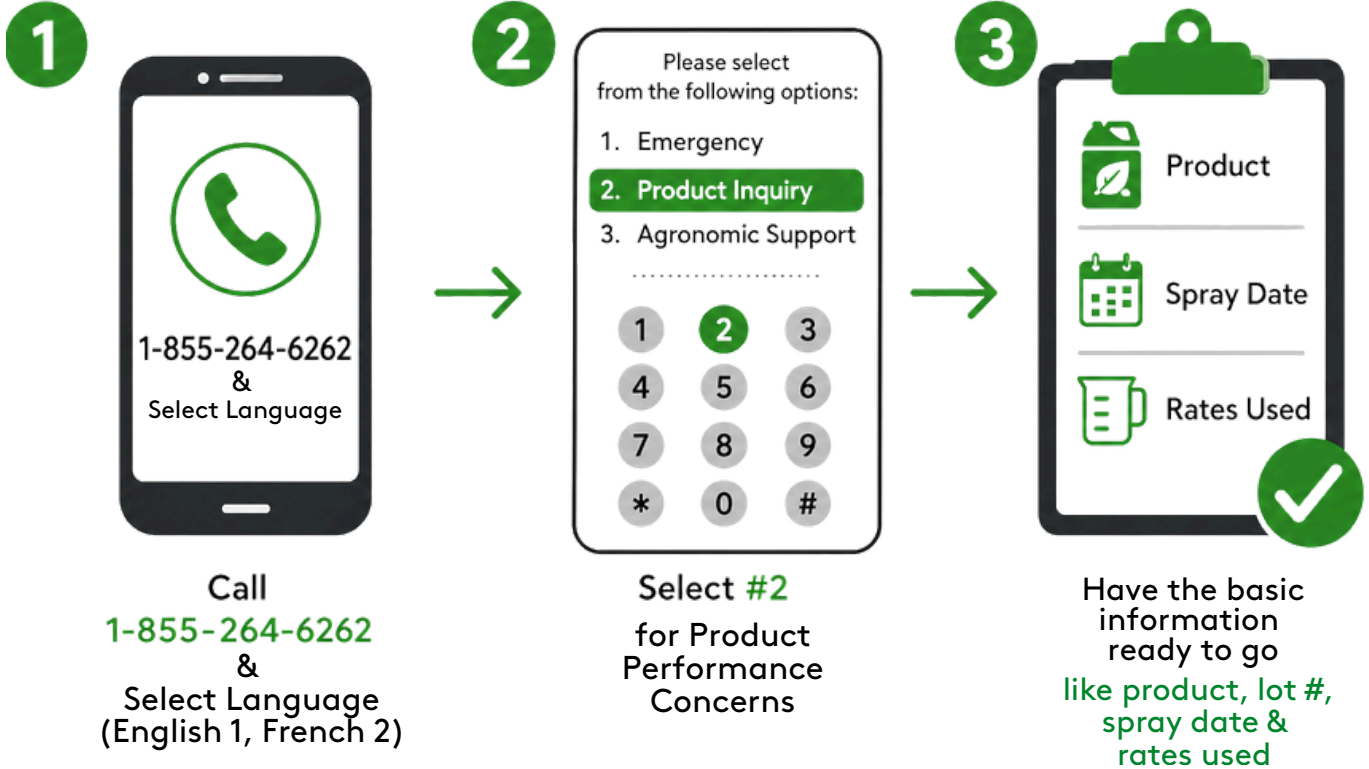 1
1-855-264-6262
&
Select Language
Call
1-855-264-6262
&
Select Language
(English 1, French 2)
2
Please select
from the following options:
1. Emergency
2. Product Inquiry
3. Agronomic Support
1 2 3
4 5 6
7 8 9
* 0 #
Select #2
for Product
Performance
Concerns
3
Product
Spray Date
Rates Used
Have the basic
information
ready to go
like product, lot #,
spray date &
rates used